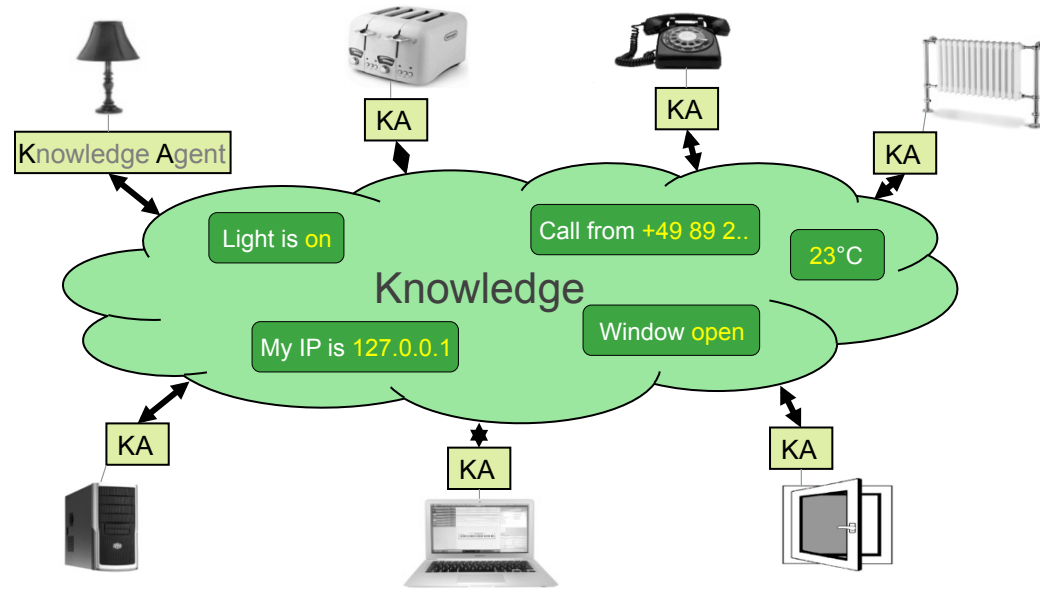 KA
KA
Knowledge Agent
KA
Light is on
Call from +49 89 2..
23°C
Knowledge
My IP is 127.0.0.1
Window open
KA
KA
KA